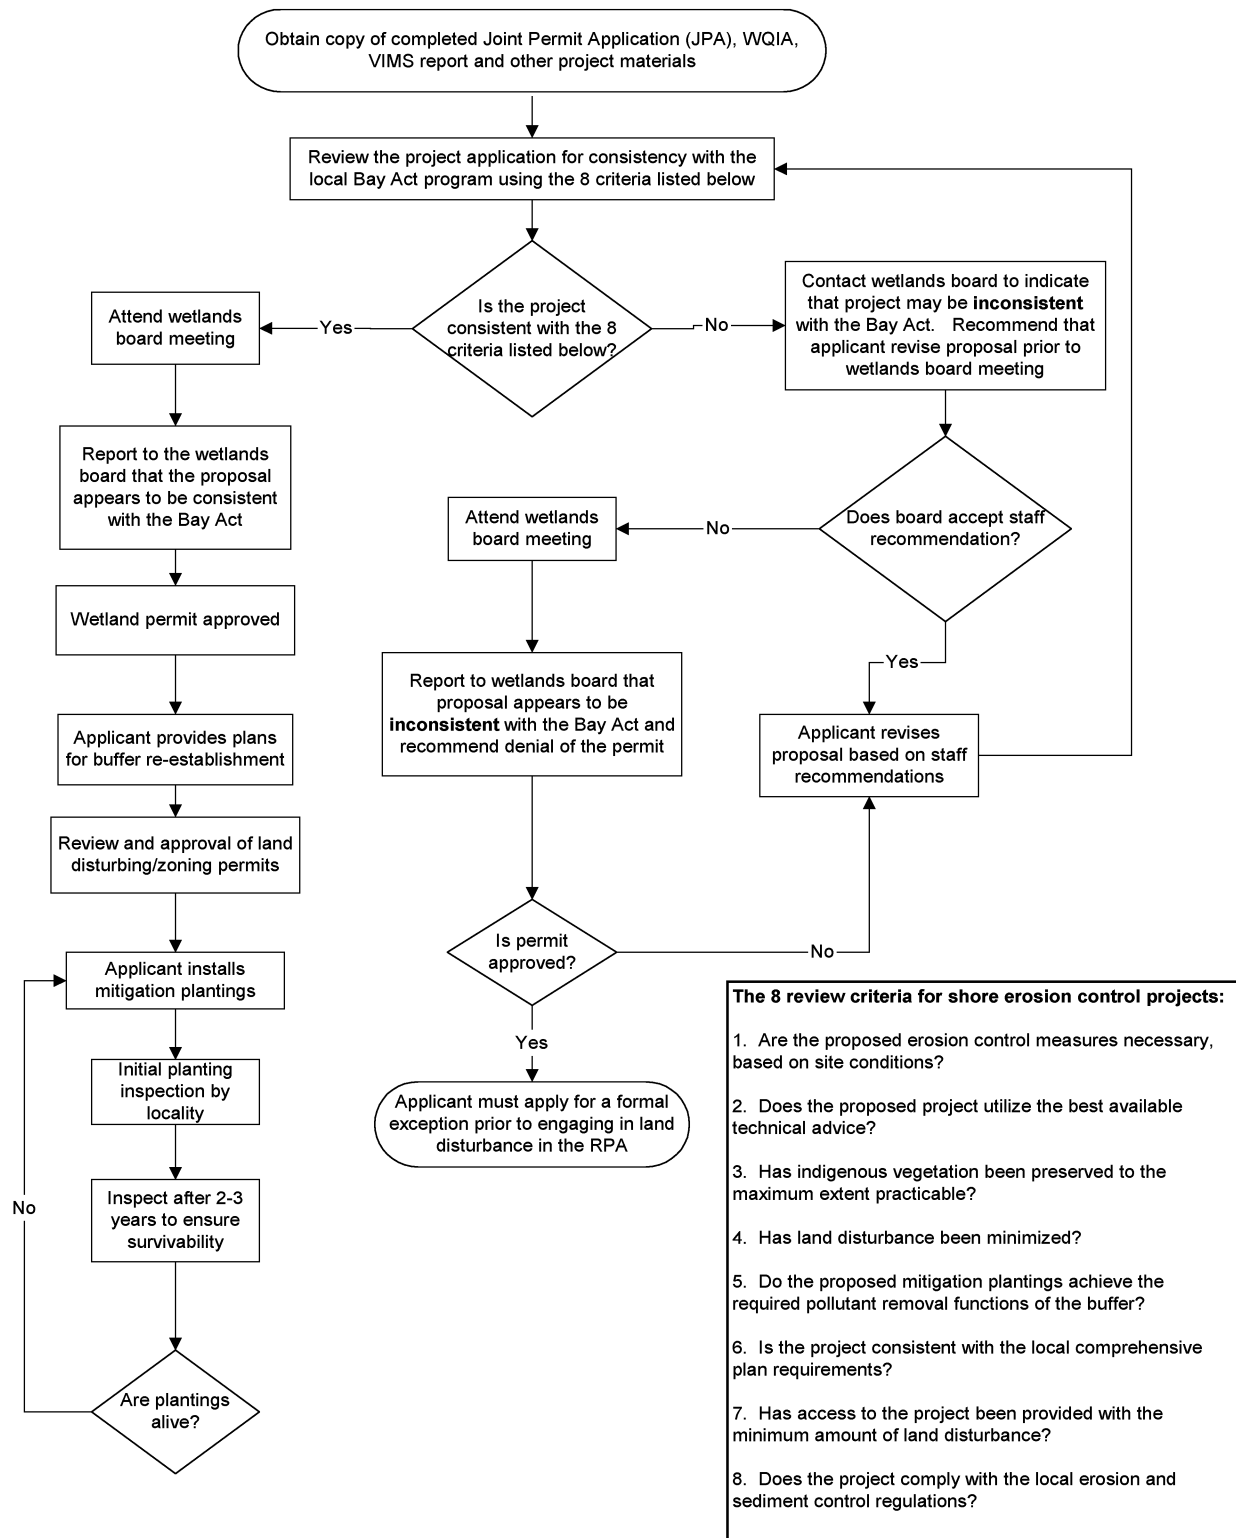 Obtain copy of completed Joint Permit Application (JPA), WQIA,
VIMS report and other project materials
Review the project application for consistency with the
local Bay Act program using the 8 criteria listed below
Is the project
consistent with the 8
criteria listed below?
Yes
No
Attend wetlands
board meeting
Contact wetlands board to indicate
that project may be inconsistent
with the Bay Act. Recommend that
applicant revise proposal prior to
wetlands board meeting
Report to the wetlands
board that the proposal
appears to be consistent
with the Bay Act
Does board accept staff
recommendation?
No
Attend wetlands
board meeting
Yes
Wetland permit approved
Report to wetlands board that
proposal appears to be
inconsistent with the Bay Act and
recommend denial of the permit
Applicant revises
proposal based on staff
recommendations
Applicant provides plans
for buffer re-establishment
Review and approval of land
disturbing/zoning permits
Is permit
approved?
No
Yes
Applicant must apply for a formal
exception prior to engaging in land
disturbance in the RPA
Applicant installs
mitigation plantings
Initial planting
inspection by
locality
Inspect after 2-3
years to ensure
survivability
No
Are plantings
alive?
The 8 review criteria for shore erosion control projects:
1. Are the proposed erosion control measures necessary,
based on site conditions?
2. Does the proposed project utilize the best available
technical advice?
3. Has indigenous vegetation been preserved to the
maximum extent practicable?
4. Has land disturbance been minimized?
5. Do the proposed mitigation plantings achieve the
required pollutant removal functions of the buffer?
6. Is the project consistent with the local comprehensive
plan requirements?
7. Has access to the project been provided with the
minimum amount of land disturbance?
8. Does the project comply with the local erosion and
sediment control regulations?